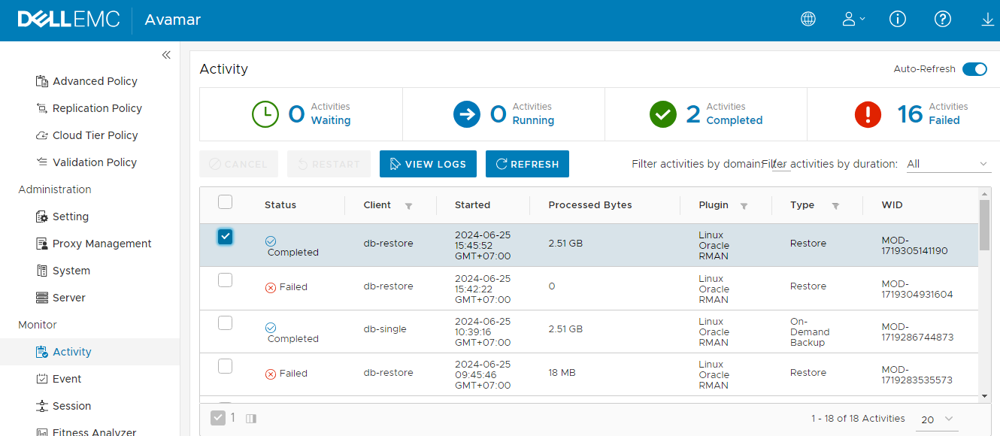 DELLEMC Avamar
Advanced Policy
Replication Policy
Cloud Tier Policy
Validation Policy
Administration
Setting
Proxy Management
System
Server
Monitor
Activity
Event
Session
Fitness Analyzer
Activity
Auto-Refresh
0 Activities
Waiting
0 Activities
Running
2 Activities
Completed
16 Activities
Failed
CANCEL RESTART VIEW LOGS REFRESH
Filter activities by domain: / Filter activities by duration: All
Status Client Started Processed Bytes Plugin Type WID
Completed
db-restore
2024-06-25
15:45:52
GMT+07:00
2.51 GB
Linux
Oracle
RMAN
Restore
MOD-
1719305141190
Failed
db-restore
2024-06-25
15:42:22
GMT+07:00
0
Linux
Oracle
RMAN
Restore
MOD-
1719304931604
Completed
db-single
2024-06-25
10:39:16
GMT+07:00
2.51 GB
Linux
Oracle
RMAN
On-
Demand
Backup
MOD-
1719286744873
Failed
db-restore
2024-06-25
09:45:46
GMT+07:00
18 MB
Linux
Oracle
RMAN
Restore
MOD-
1719283535573
1
1 - 18 of 18 Activities 20